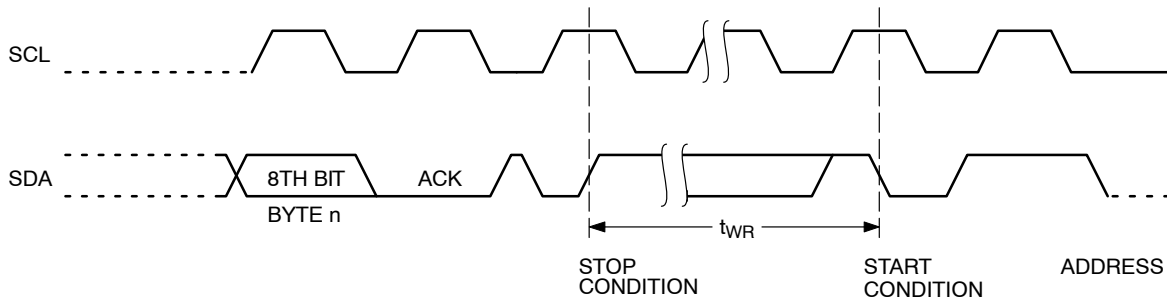 SCL
SDA
8TH BIT
ACK
BYTE n
tWR
STOP
CONDITION
START
CONDITION
ADDRESS